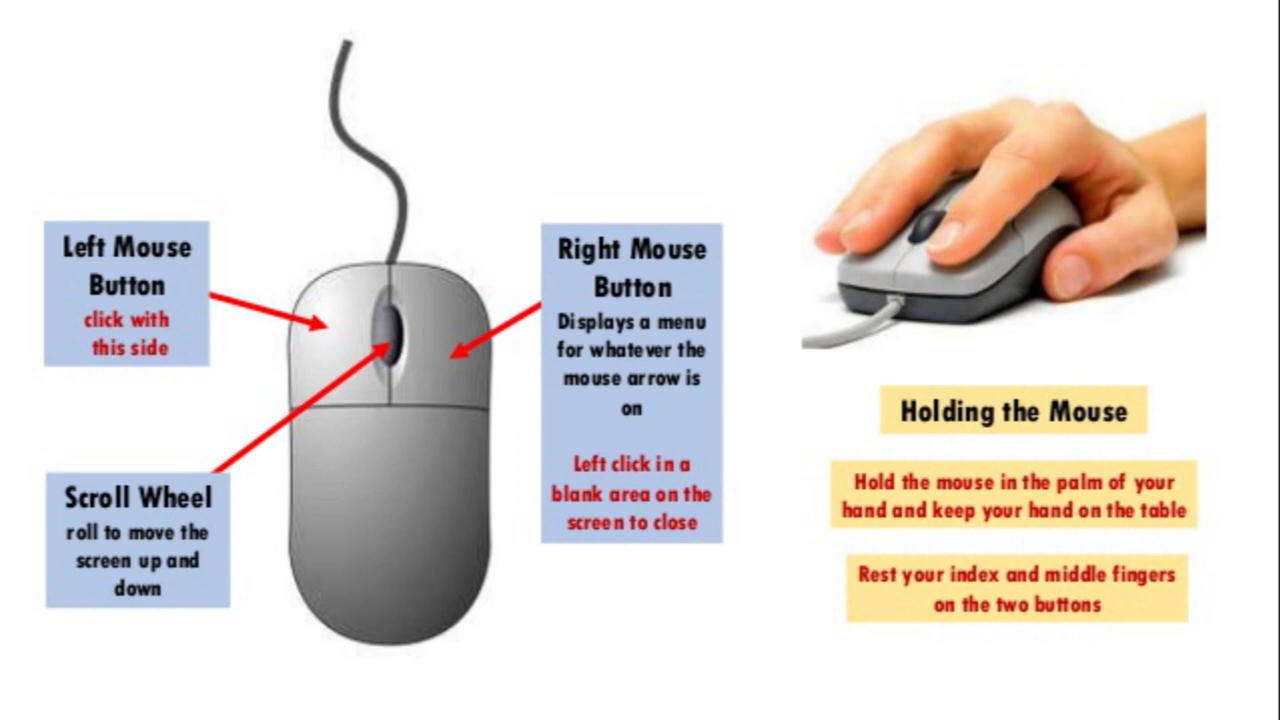 Left Mouse
Button
click with
this side
Scroll Wheel
roll to move the
screen up and
down
Right Mouse
Button
Displays a menu
for whatever the
mouse arrow is
on
Left click in a
blank area on the
screen to close
Holding the Mouse
Hold the mouse in the palm of your
hand and keep your hand on the table
Rest your index and middle fingers
on the two buttons